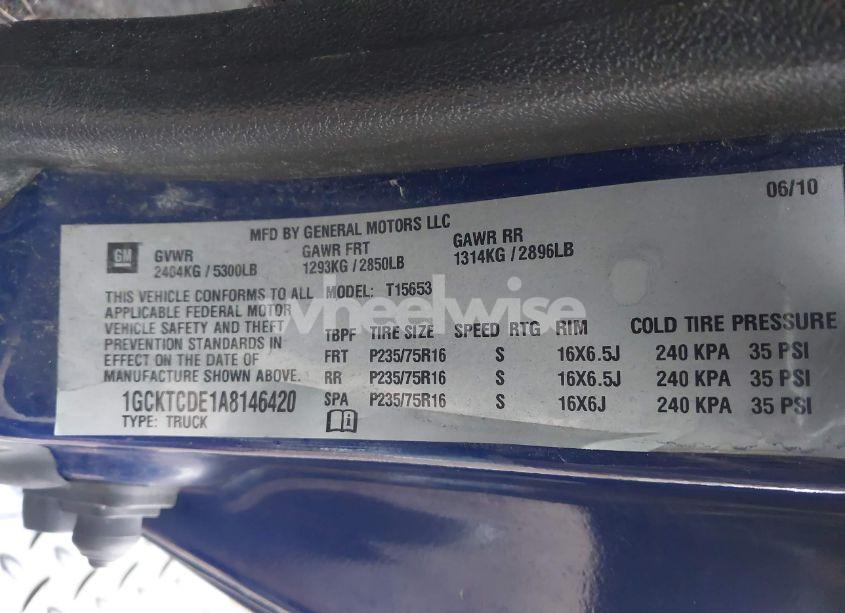 06/10
MFD BY GENERAL MOTORS LLC
GM
GVWR GAWR FRT GAWR RR
2404KG / 5300LB 1293KG / 2850LB 1314KG / 2896LB
THIS VEHICLE CONFORMS TO ALL MODEL: T15653
APPLICABLE FEDERAL MOTOR
wheelwise
VEHICLE SAFETY AND THEFT TBPF TIRE SIZE SPEED RTG RIM COLD TIRE PRESSURE
PREVENTION STANDARDS IN
EFFECT ON THE DATE OF FRT P235/75R16 S 16X6.5J 240 KPA 35 PSI
MANUFACTURE SHOWN ABOVE. RR P235/75R16 S 16X6.5J 240 KPA 35 PSI
1GCKTCDE1A8146420 SPA P235/75R16 S 16X6J 240 KPA 35 PSI
TYPE: TRUCK